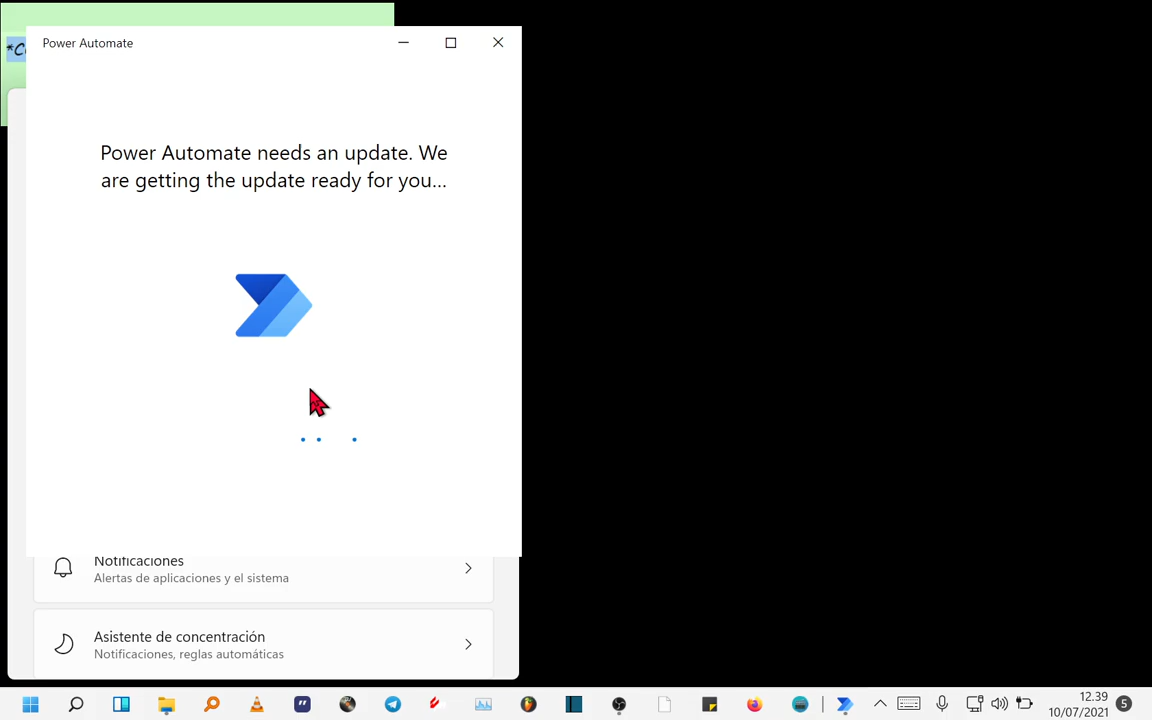 *C
Power Automate
Power Automate needs an update. We
are getting the update ready for you...
Notificaciones
Alertas de aplicaciones y el sistema
Asistente de concentración
Notificaciones, reglas automáticas
12.39
10/07/2021
5